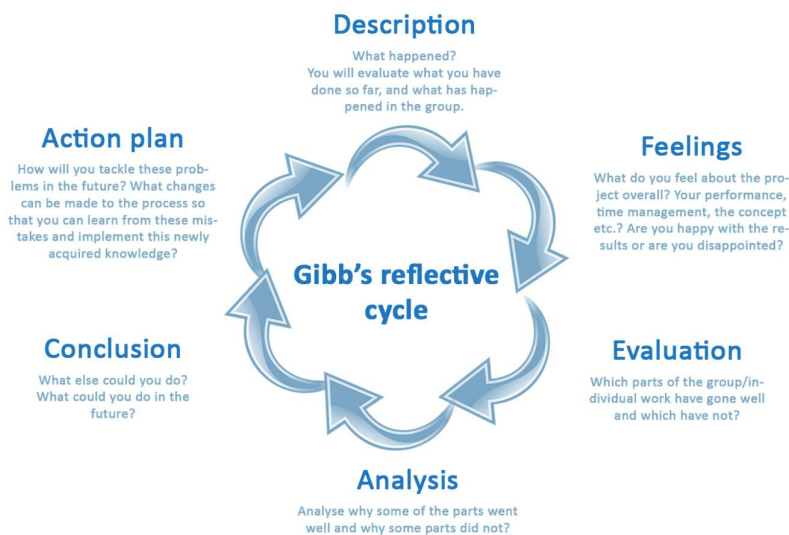 Description
What happened?
You will evaluate what you have
done so far, and what has hap-
pened in the group.
Feelings
What do you feel about the pro-
ject overall? Your performance,
time management, the concept
etc.? Are you happy with the re-
sults or are you disappointed?
Evaluation
Which parts of the group/in-
dividual work have gone well
and which have not?
Analysis
Analyse why some of the parts went
well and why some parts did not?
Conclusion
What else could you do?
What could you do in the
future?
Action plan
How will you tackle these prob-
lems in the future? What changes
can be made to the process so
that you can learn from these mis-
takes and implement this newly
acquired knowledge?
Gibb's reflective
cycle